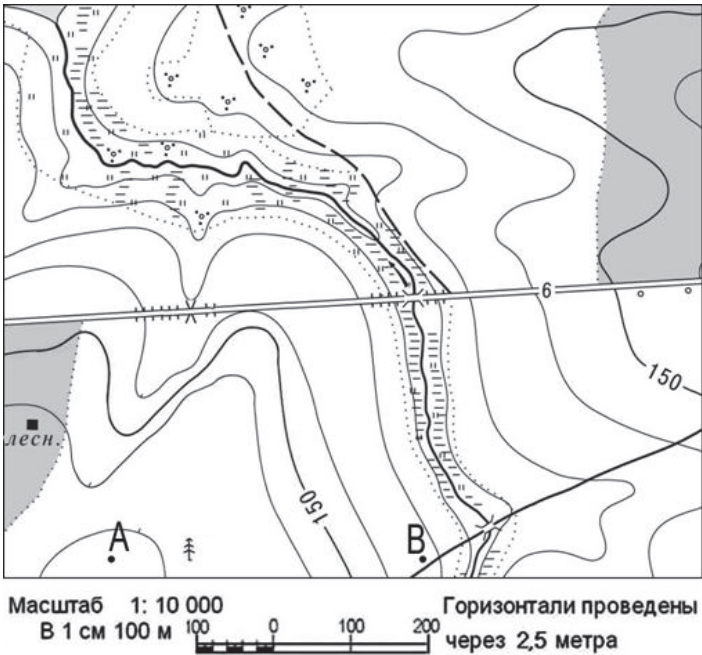 6
150
лесн.
150
А
В
Масштаб 1: 10 000
В 1 см 100 м
100 0 100 200
Горизонтали проведены
через 2,5 метра